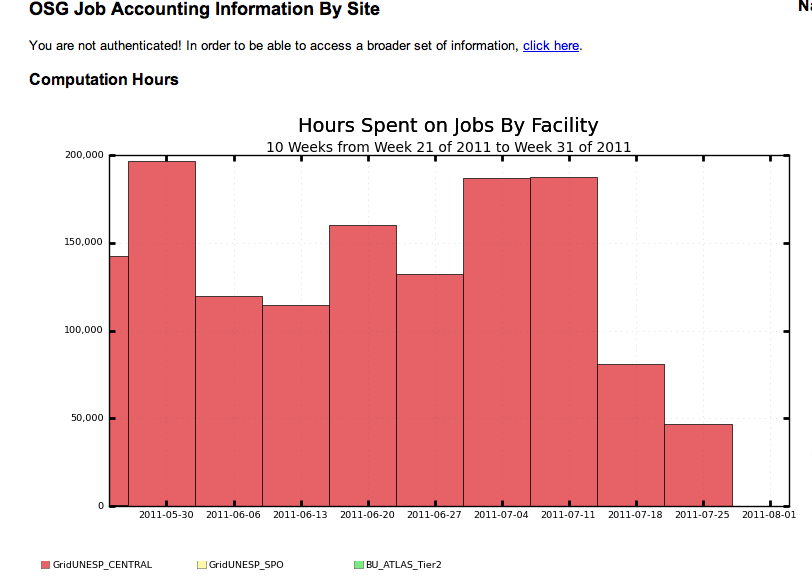 OSG Job Accounting Information By Site
Na
You are not authenticated! In order to be able to access a broader set of information, click here.
Computation Hours
Hours Spent on Jobs By Facility
10 Weeks from Week 21 of 2011 to Week 31 of 2011
200,000
150,000
100,000
50,000
0
2011-05-30 2011-06-06 2011-06-13 2011-06-20 2011-06-27 2011-07-04 2011-07-11 2011-07-18 2011-07-25 2011-08-01
GridUNESP_CENTRAL GridUNESP_SPO BU_ATLAS_Tier2